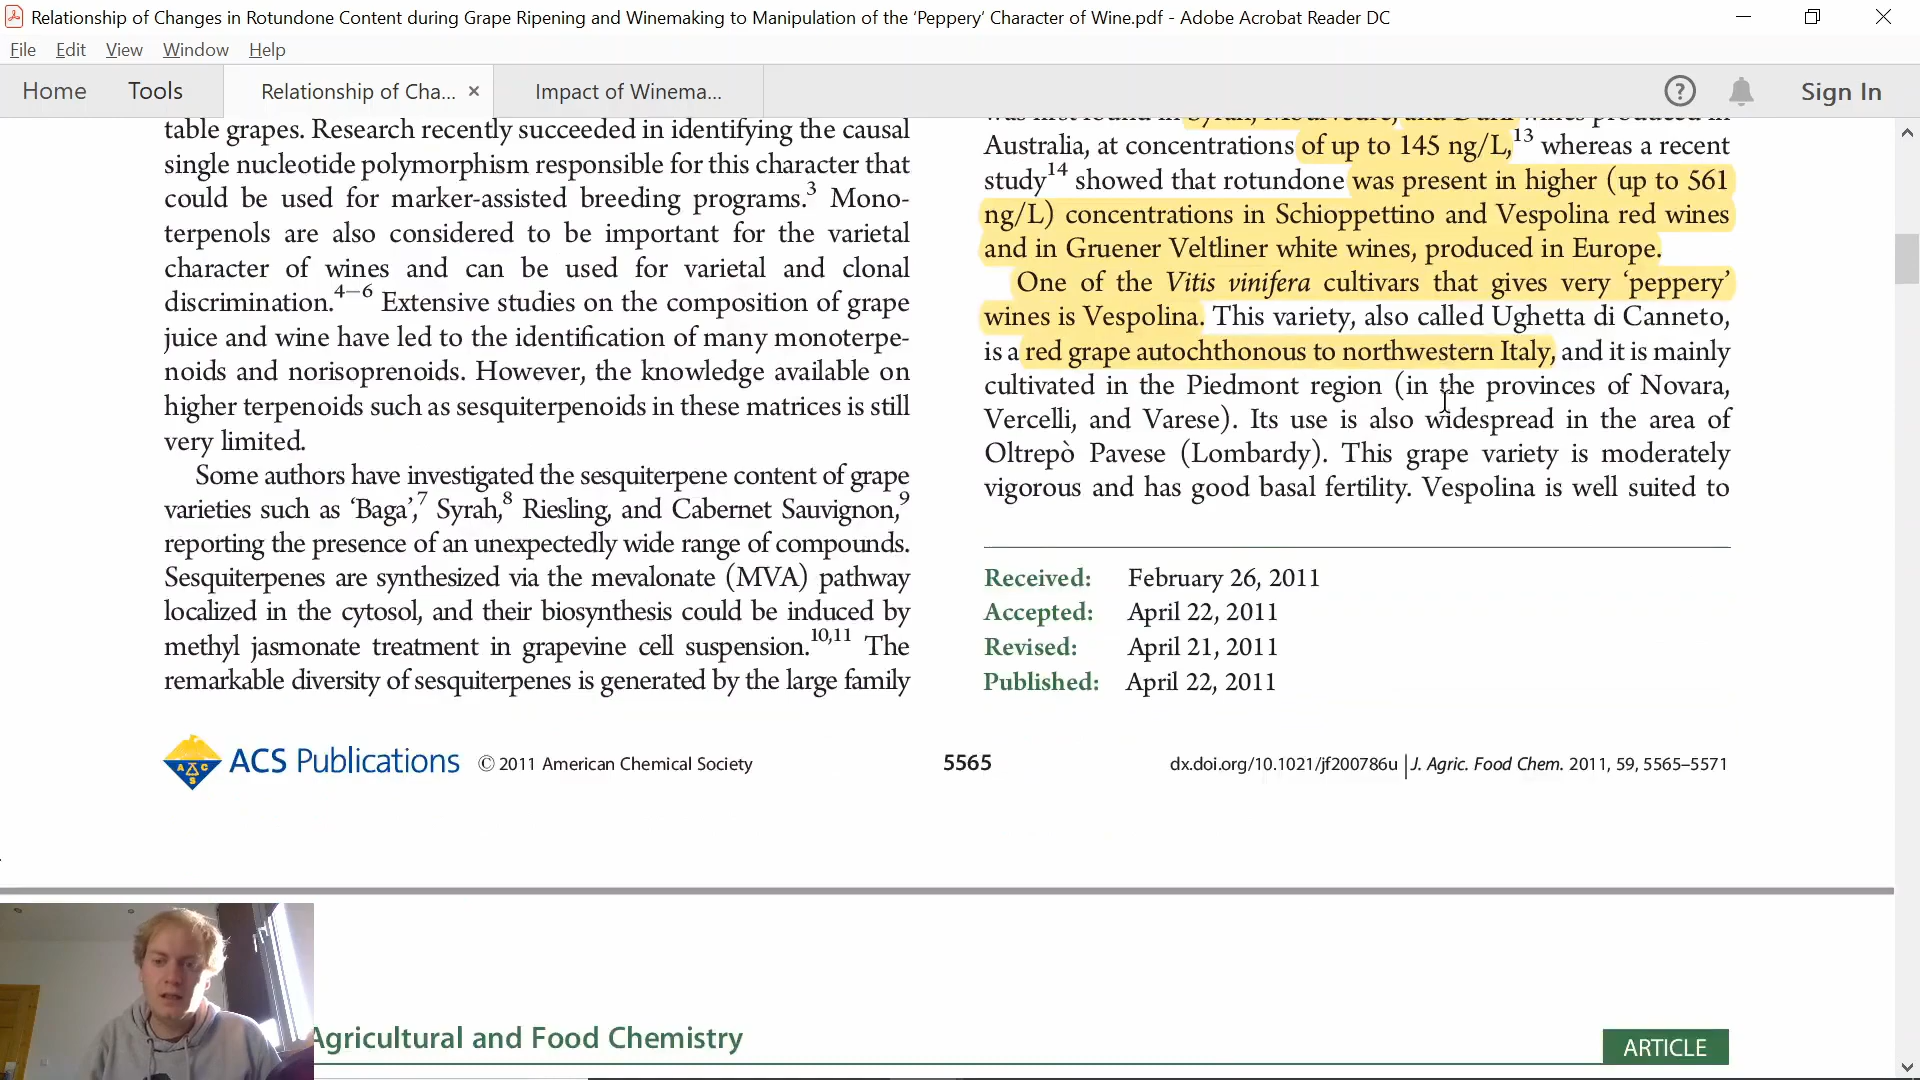 Relationship of Changes in Rotundone Content during Grape Ripening and Winemaking to Manipulation of the ‘Peppery’ Character of Wine.pdf - Adobe Acrobat Reader DC
File Edit View Window Help
Home Tools Relationship of Cha... × Impact of Winema... ? Sign In
table grapes. Research recently succeeded in identifying the causal
single nucleotide polymorphism responsible for this character that
could be used for marker-assisted breeding programs.3 Mono-
terpenols are also considered to be important for the varietal
character of wines and can be used for varietal and clonal
discrimination.4–6 Extensive studies on the composition of grape
juice and wine have led to the identification of many monoterpe-
noids and norisoprenoids. However, the knowledge available on
higher terpenoids such as sesquiterpenoids in these matrices is still
very limited.
Some authors have investigated the sesquiterpene content of grape
varieties such as ‘Baga’,7 Syrah,8 Riesling, and Cabernet Sauvignon,9
reporting the presence of an unexpectedly wide range of compounds.
Sesquiterpenes are synthesized via the mevalonate (MVA) pathway
localized in the cytosol, and their biosynthesis could be induced by
methyl jasmonate treatment in grapevine cell suspension.10,11 The
remarkable diversity of sesquiterpenes is generated by the large family
was first found in Syrah, Mourvedre, and Durif wines produced in
Australia, at concentrations of up to 145 ng/L,13 whereas a recent
study14 showed that rotundone was present in higher (up to 561
ng/L) concentrations in Schioppettino and Vespolina red wines
and in Gruener Veltliner white wines, produced in Europe.
One of the Vitis vinifera cultivars that gives very ‘peppery’
wines is Vespolina. This variety, also called Ughetta di Canneto,
is a red grape autochthonous to northwestern Italy, and it is mainly
cultivated in the Piedmont region (in the provinces of Novara,
Vercelli, and Varese). Its use is also widespread in the area of
Oltrepò Pavese (Lombardy). This grape variety is moderately
vigorous and has good basal fertility. Vespolina is well suited to
Received: February 26, 2011
Accepted: April 22, 2011
Revised: April 21, 2011
Published: April 22, 2011
ACS Publications © 2011 American Chemical Society 5565 dx.doi.org/10.1021/jf200786u | J. Agric. Food Chem. 2011, 59, 5565–5571
Agricultural and Food Chemistry ARTICLE